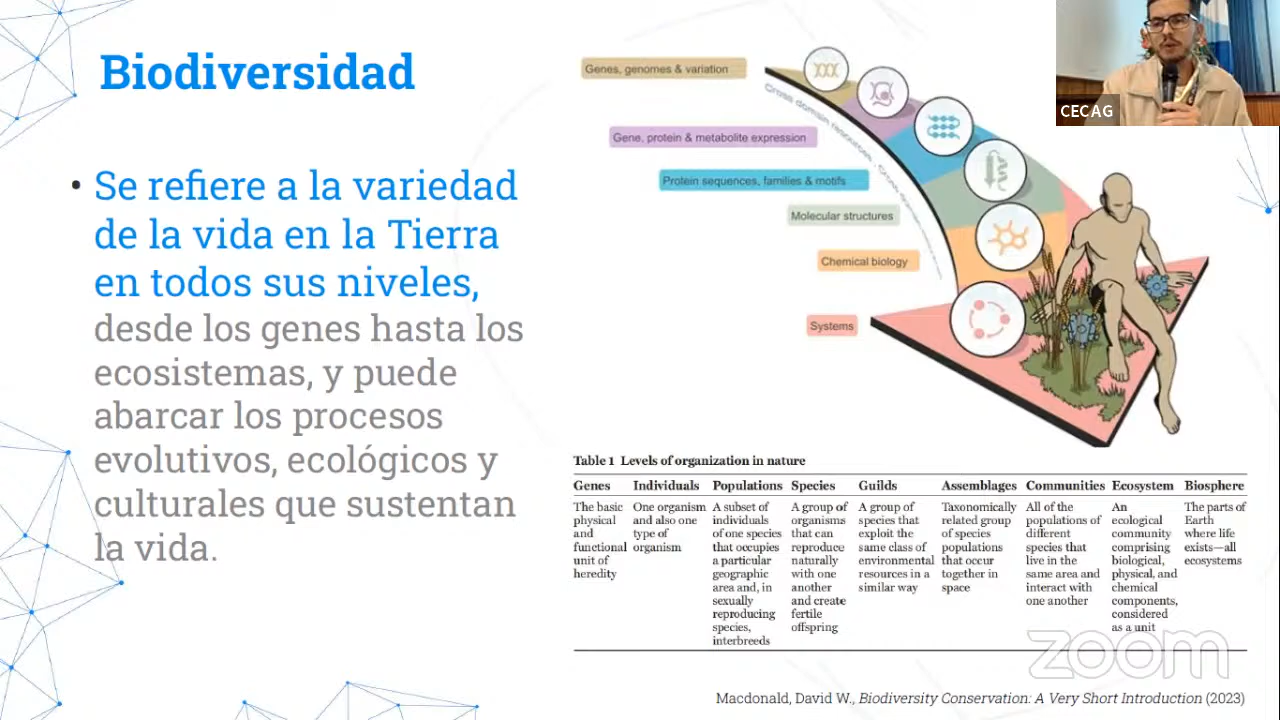 Biodiversidad
• Se refiere a la variedad
de la vida en la Tierra
en todos sus niveles,
desde los genes hasta los
ecosistemas, y puede
abarcar los procesos
evolutivos, ecológicos y
culturales que sustentan
la vida.
Genes, genomes & variation
Gene, protein & metabolite expression
Protein sequences, families & motifs
Molecular structures
Chemical biology
Systems
Cross domain resources
CECAG
Table 1 Levels of organization in nature
Genes Individuals Populations Species Guilds Assemblages Communities Ecosystem Biosphere
The basic One organism A subset of A group of A group of Taxonomically All of the An The parts of
physical and also one individuals organisms species that related group populations of ecological Earth
and type of of one species that can exploit the of species different community where life
functional organism that occupies reproduce same class of populations species that comprising exists—all
unit of a particular naturally environmental that occur live in the biological, ecosystems
heredity geographic with one resources in a together in same area and physical, and
area and, in another similar way space interact with chemical
sexually and create one another components,
reproducing fertile considered
species, offspring as a unit
interbreeds
zoom
Macdonald, David W., Biodiversity Conservation: A Very Short Introduction (2023)